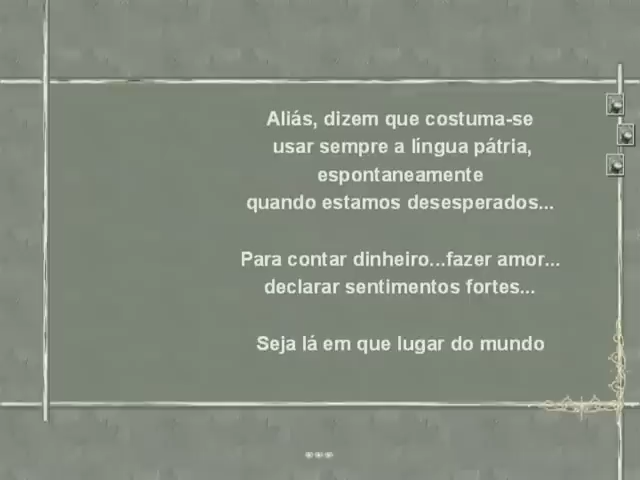 Aliás, dizem que costuma-se
usar sempre a língua pátria,
espontaneamente
quando estamos desesperados...
Para contar dinheiro...fazer amor...
declarar sentimentos fortes...
Seja lá em que lugar do mundo